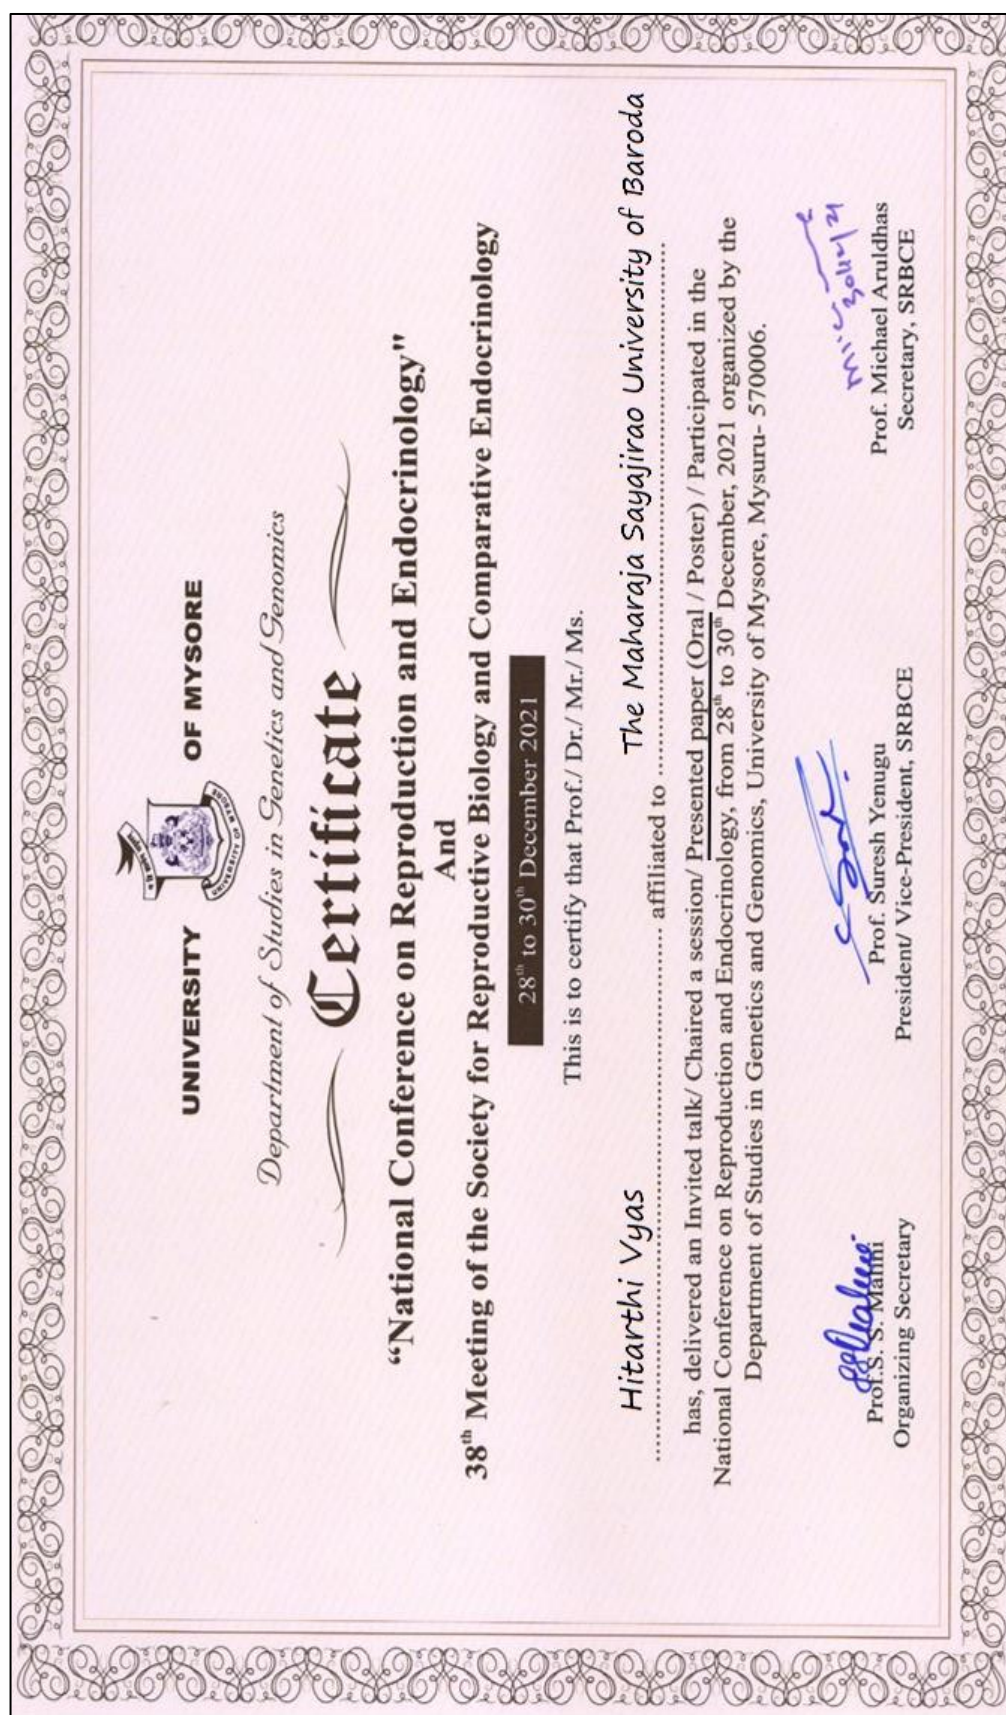 UNIVERSITY OF MYSORE
UNIVERSITY OF MYSORE
Department of Studies in Genetics and Genomics
Certificate
“National Conference on Reproduction and Endocrinology"
And
38th Meeting of the Society for Reproductive Biology and Comparative Endocrinology
28th to 30th December 2021
This is to certify that Prof./ Dr./ Mr./ Ms.
Hitarthi Vyas affiliated to The Maharaja Sayajirao University of Baroda
has, delivered an Invited talk/ Chaired a session/ Presented paper (Oral / Poster) / Participated in the
National Conference on Reproduction and Endocrinology, from 28th to 30th December, 2021 organized by the
Department of Studies in Genetics and Genomics, University of Mysore, Mysuru- 570006.
Prof.S. S. Malini
Organizing Secretary
Prof. Suresh Yenugu
President/ Vice-President, SRBCE
Prof. Michael Aruldhas
Secretary, SRBCE